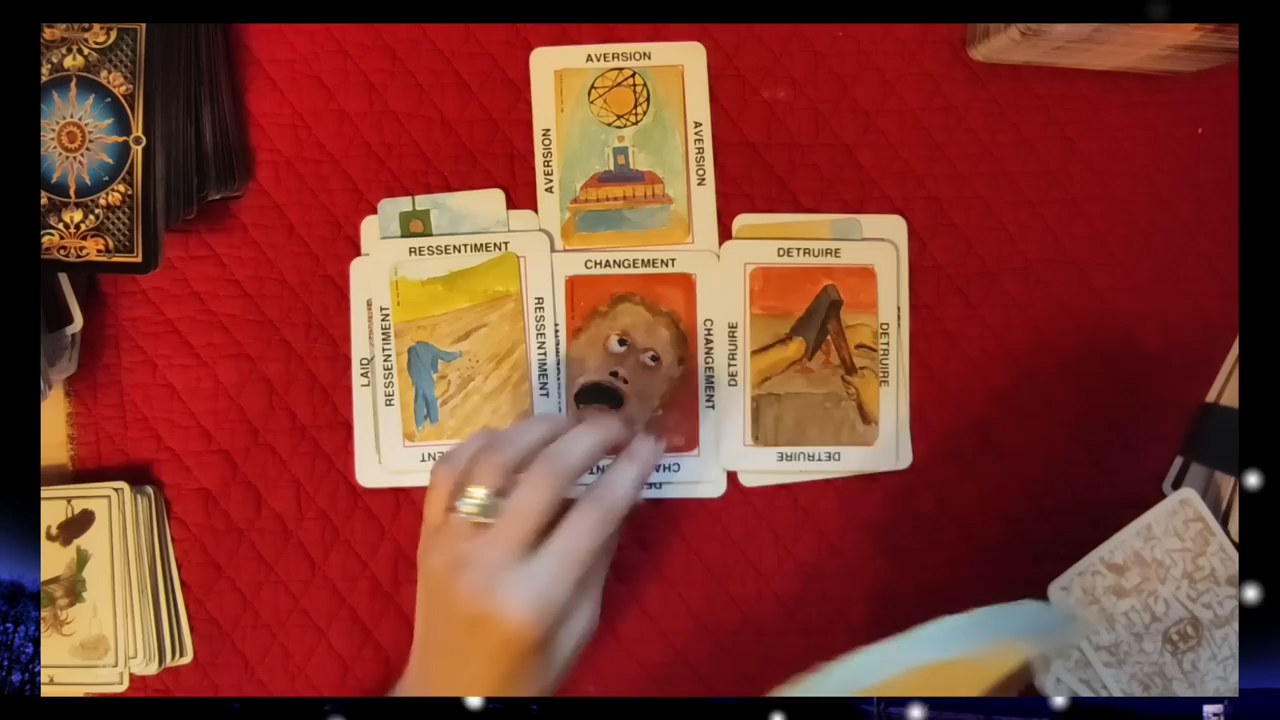 AVERSION
AVERSION
AVERSION
RESSENTIMENT
RESSENTIMENT
RESSENTIMENT
LAID
CHANGEMENT
CHANGEMENT
DETRUIRE
DETRUIRE
DETRUIRE
DETRUIRE